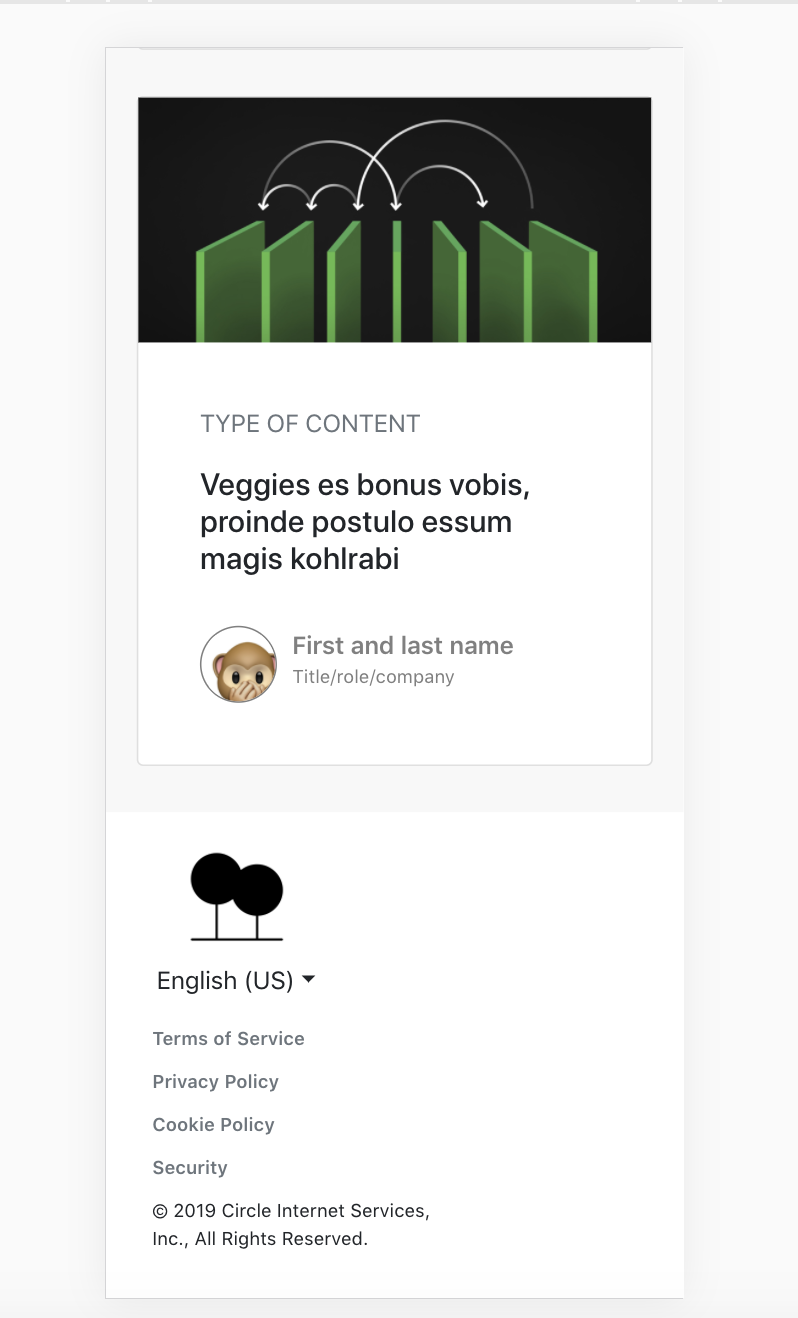 TYPE OF CONTENT
Veggies es bonus vobis,
proinde postulo essum
magis kohlrabi
First and last name
Title/role/company
English (US)
Terms of Service
Privacy Policy
Cookie Policy
Security
© 2019 Circle Internet Services,
Inc., All Rights Reserved.